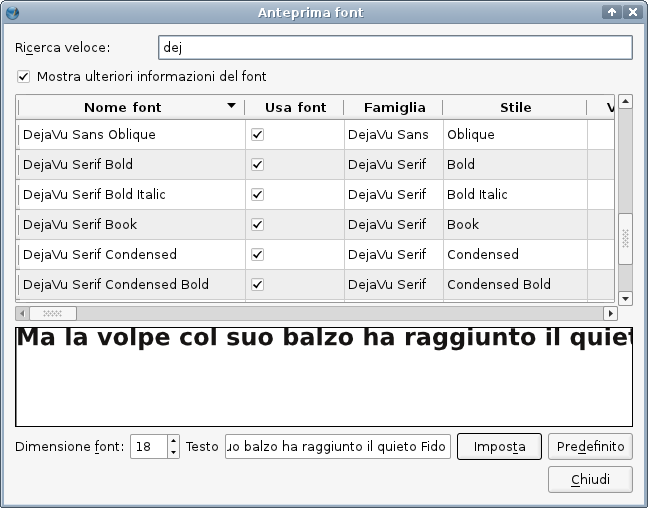 Anteprima font
Ricerca veloce: dej
Mostra ulteriori informazioni del font
Nome font Usa font Famiglia Stile
DejaVu Sans Oblique DejaVu Sans Oblique
DejaVu Serif Bold DejaVu Serif Bold
DejaVu Serif Bold Italic DejaVu Serif Bold Italic
DejaVu Serif Book DejaVu Serif Book
DejaVu Serif Condensed DejaVu Serif Condensed
DejaVu Serif Condensed Bold DejaVu Serif Condensed Bold
Ma la volpe col suo balzo ha raggiunto il quiet
Dimensione font: 18 Testo uo balzo ha raggiunto il quieto Fido Imposta Predefinito
Chiudi